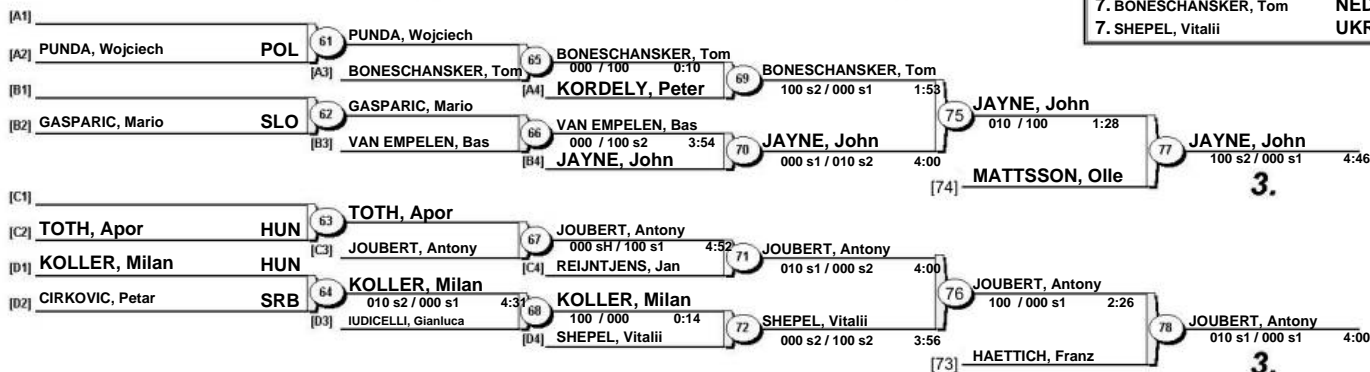 7. BONESCHANSKER, Tom NED
7. SHEPEL, Vitalii UKR
[A1]
[A2] PUNDA, Wojciech POL
61 PUNDA, Wojciech
[A3] BONESCHANSKER, Tom
65 BONESCHANSKER, Tom
000 / 100 0:10
[A4] KORDELY, Peter
69 BONESCHANSKER, Tom
100 s2 / 000 s1 1:53
[B1]
[B2] GASPARIC, Mario SLO
62 GASPARIC, Mario
[B3] VAN EMPELEN, Bas
66 VAN EMPELEN, Bas
000 / 100 s2 3:54
[B4] JAYNE, John
70 JAYNE, John
000 s1 / 010 s2 4:00
75 JAYNE, John
010 / 100 1:28
[74] MATTSSON, Olle
77 JAYNE, John
100 s2 / 000 s1 4:46
3.
[C1]
[C2] TOTH, Apor HUN
63 TOTH, Apor
[C3] JOUBERT, Antony
67 JOUBERT, Antony
000 sH / 100 s1 4:52
[C4] REIJNTJENS, Jan
71 JOUBERT, Antony
010 s1 / 000 s2 4:00
[D1] KOLLER, Milan HUN
[D2] CIRKOVIC, Petar SRB
64 KOLLER, Milan
010 s2 / 000 s1 4:31
[D3] IUDICELLI, Gianluca
68 KOLLER, Milan
100 / 000 0:14
[D4] SHEPEL, Vitalii
72 SHEPEL, Vitalii
000 s2 / 100 s2 3:56
76 JOUBERT, Antony
100 / 000 s1 2:26
[73] HAETTICH, Franz
78 JOUBERT, Antony
010 s1 / 000 s1 4:00
3.